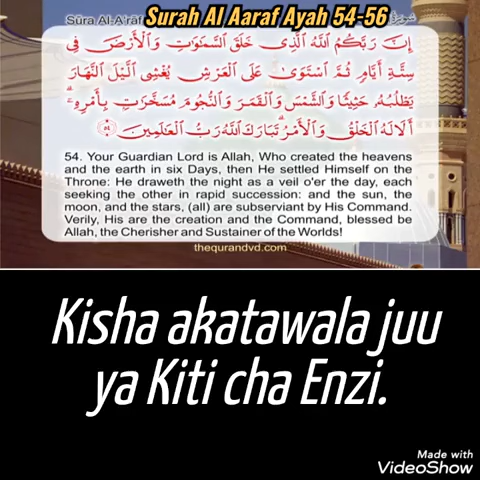 Sūra Al-A'rāf
Surah Al Aaraf Ayah 54-56
إِنَّ رَبَّكُمُ ٱللَّهُ ٱلَّذِي خَلَقَ ٱلسَّمَٰوَٰتِ وَٱلْأَرْضَ فِي
سِتَّةِ أَيَّامٍ ثُمَّ ٱسْتَوَىٰ عَلَى ٱلْعَرْشِ يُغْشِي ٱلَّيْلَ ٱلنَّهَارَ
يَطْلُبُهُۥ حَثِيثًا وَٱلشَّمْسَ وَٱلْقَمَرَ وَٱلنُّجُومَ مُسَخَّرَٰتٍۭ بِأَمْرِهِۦٓ
أَلَا لَهُ ٱلْخَلْقُ وَٱلْأَمْرُ تَبَارَكَ ٱللَّهُ رَبُّ ٱلْعَٰلَمِينَ ٥٤
54. Your Guardian Lord is Allah, Who created the heavens
and the earth in six Days, then He settled Himself on the
Throne: He draweth the night as a veil o'er the day, each
seeking the other in rapid succession: and the sun, the
moon, and the stars, (all) are subserviant by His Command.
Verily, His are the creation and the Command, blessed be
Allah, the Cherisher and Sustainer of the Worlds!
thequrandvd.com
Kisha akatawala juu
ya Kiti cha Enzi.
Made with
VideoShow